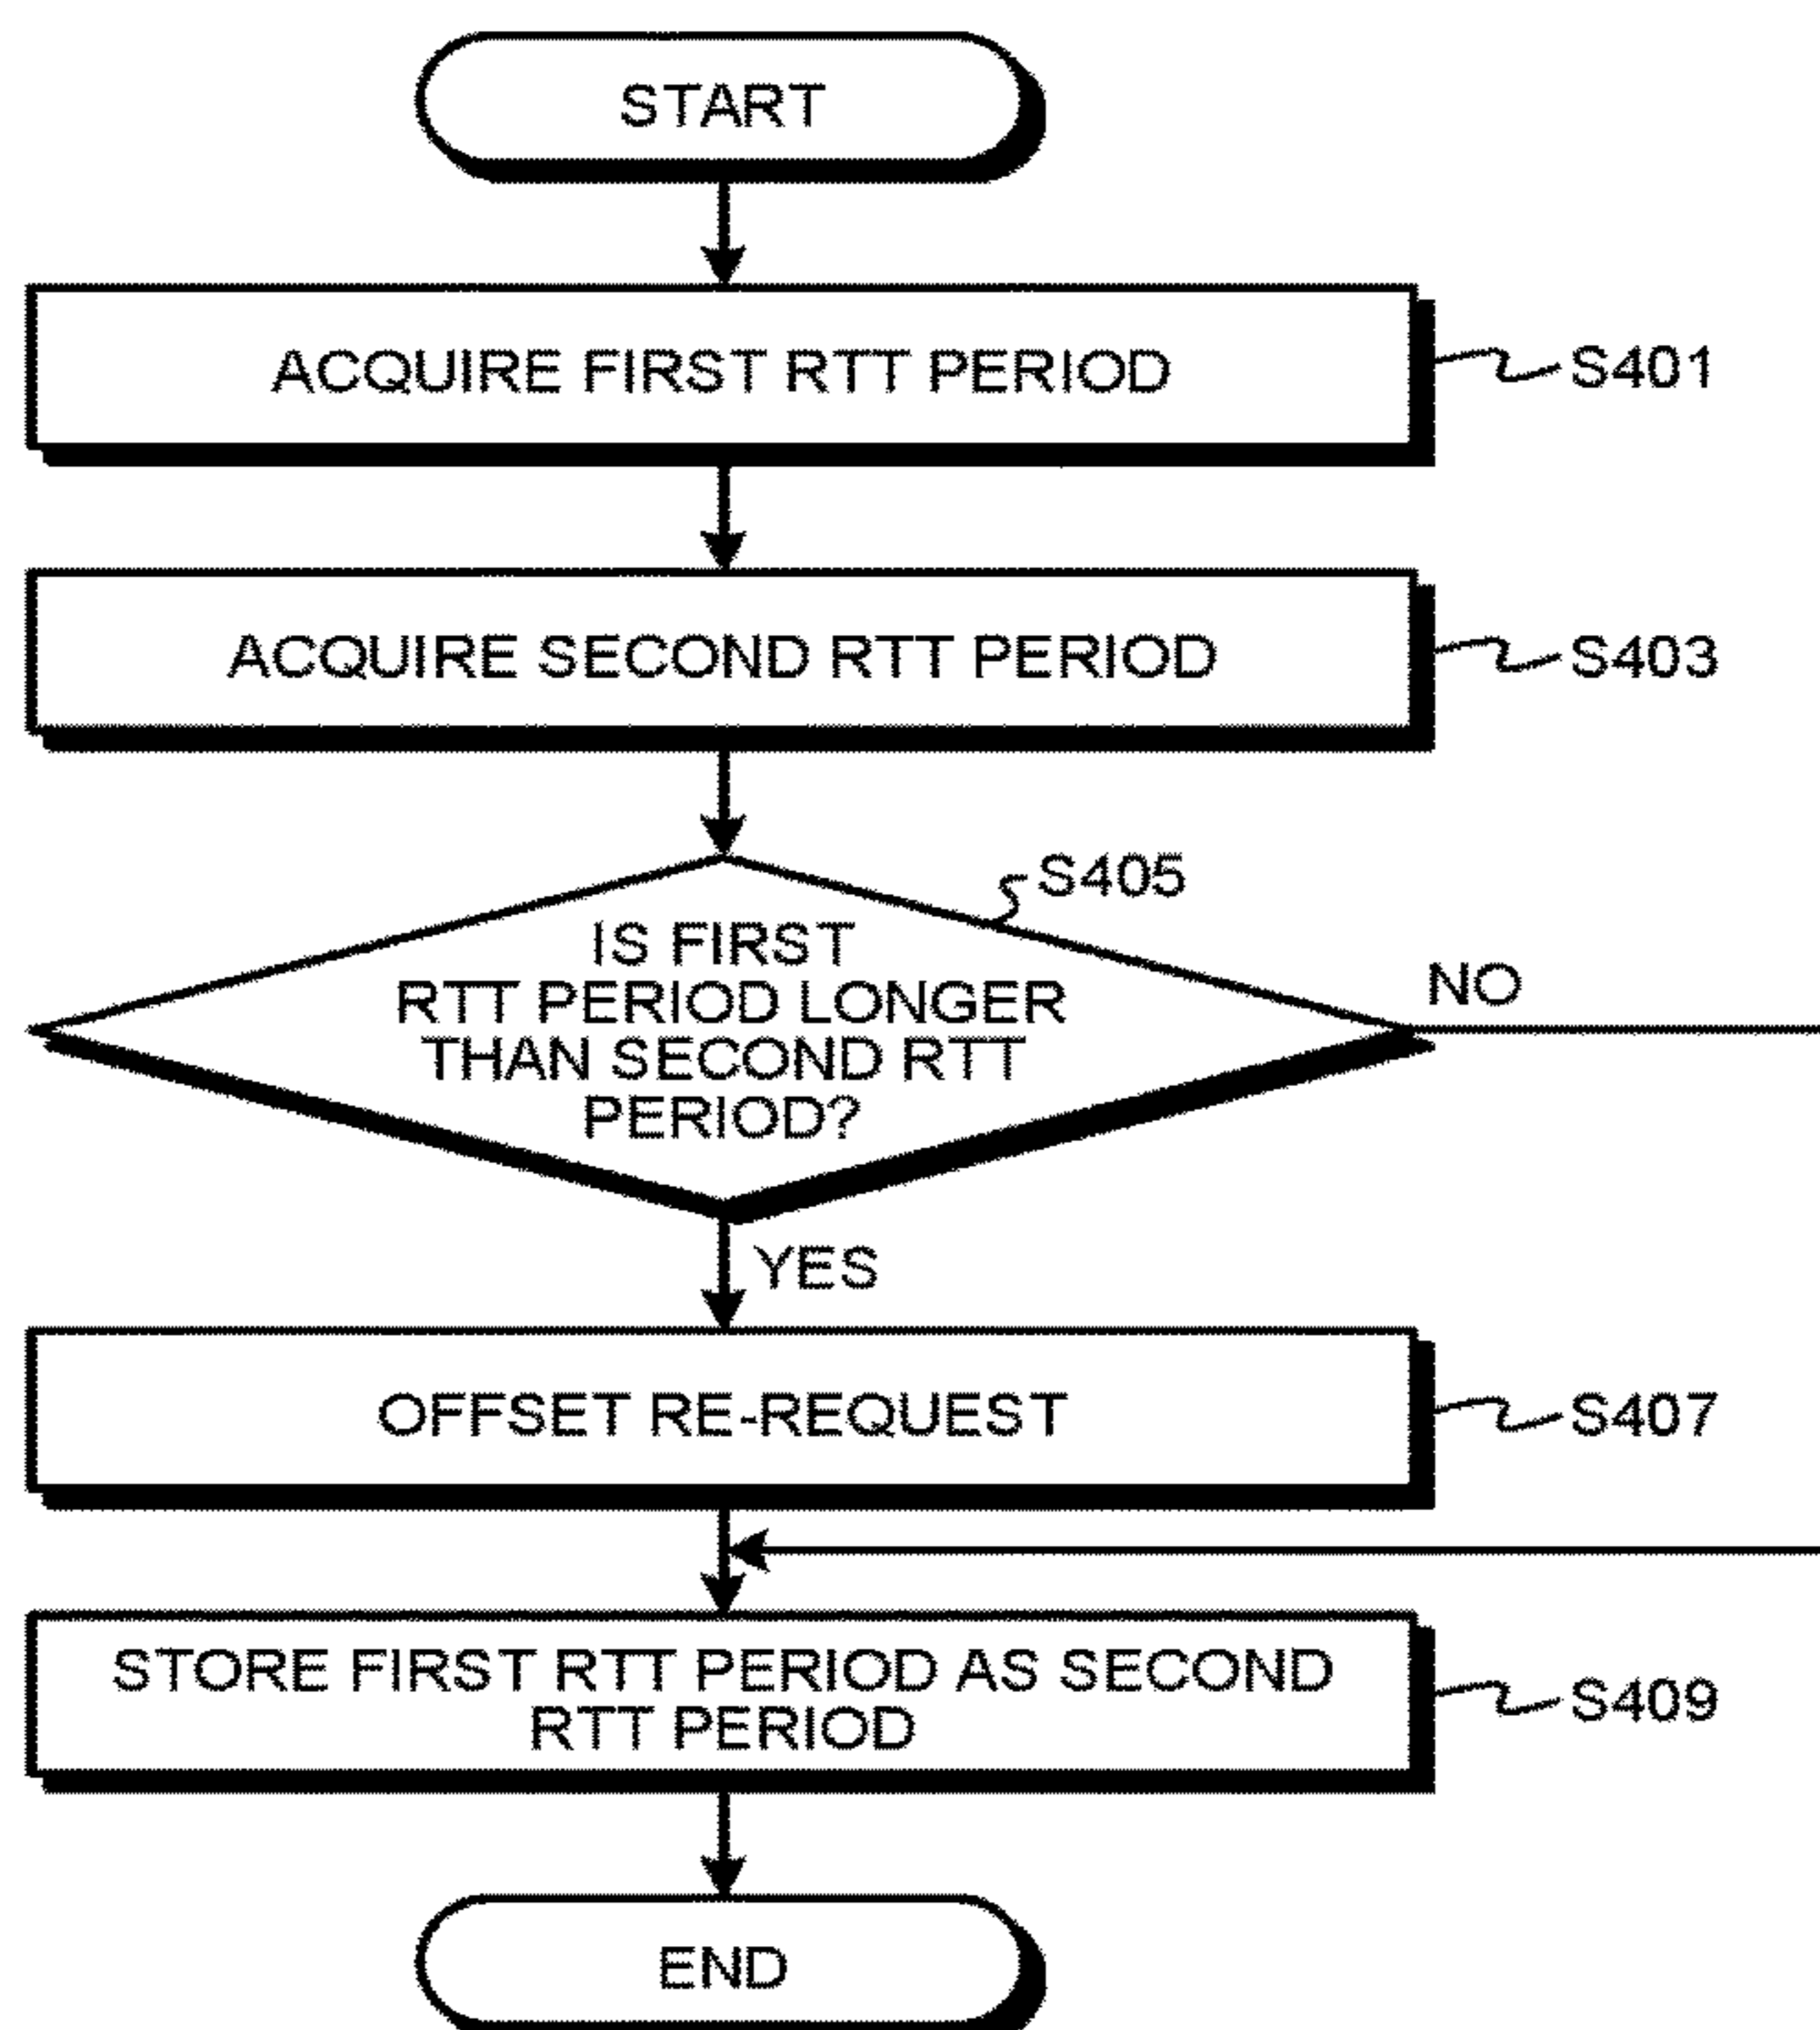 START
ACQUIRE FIRST RTT PERIOD
S401
ACQUIRE SECOND RTT PERIOD
S403
S405
IS FIRST
RTT PERIOD LONGER
THAN SECOND RTT
PERIOD?
NO
YES
OFFSET RE-REQUEST
S407
STORE FIRST RTT PERIOD AS SECOND
RTT PERIOD
S409
END